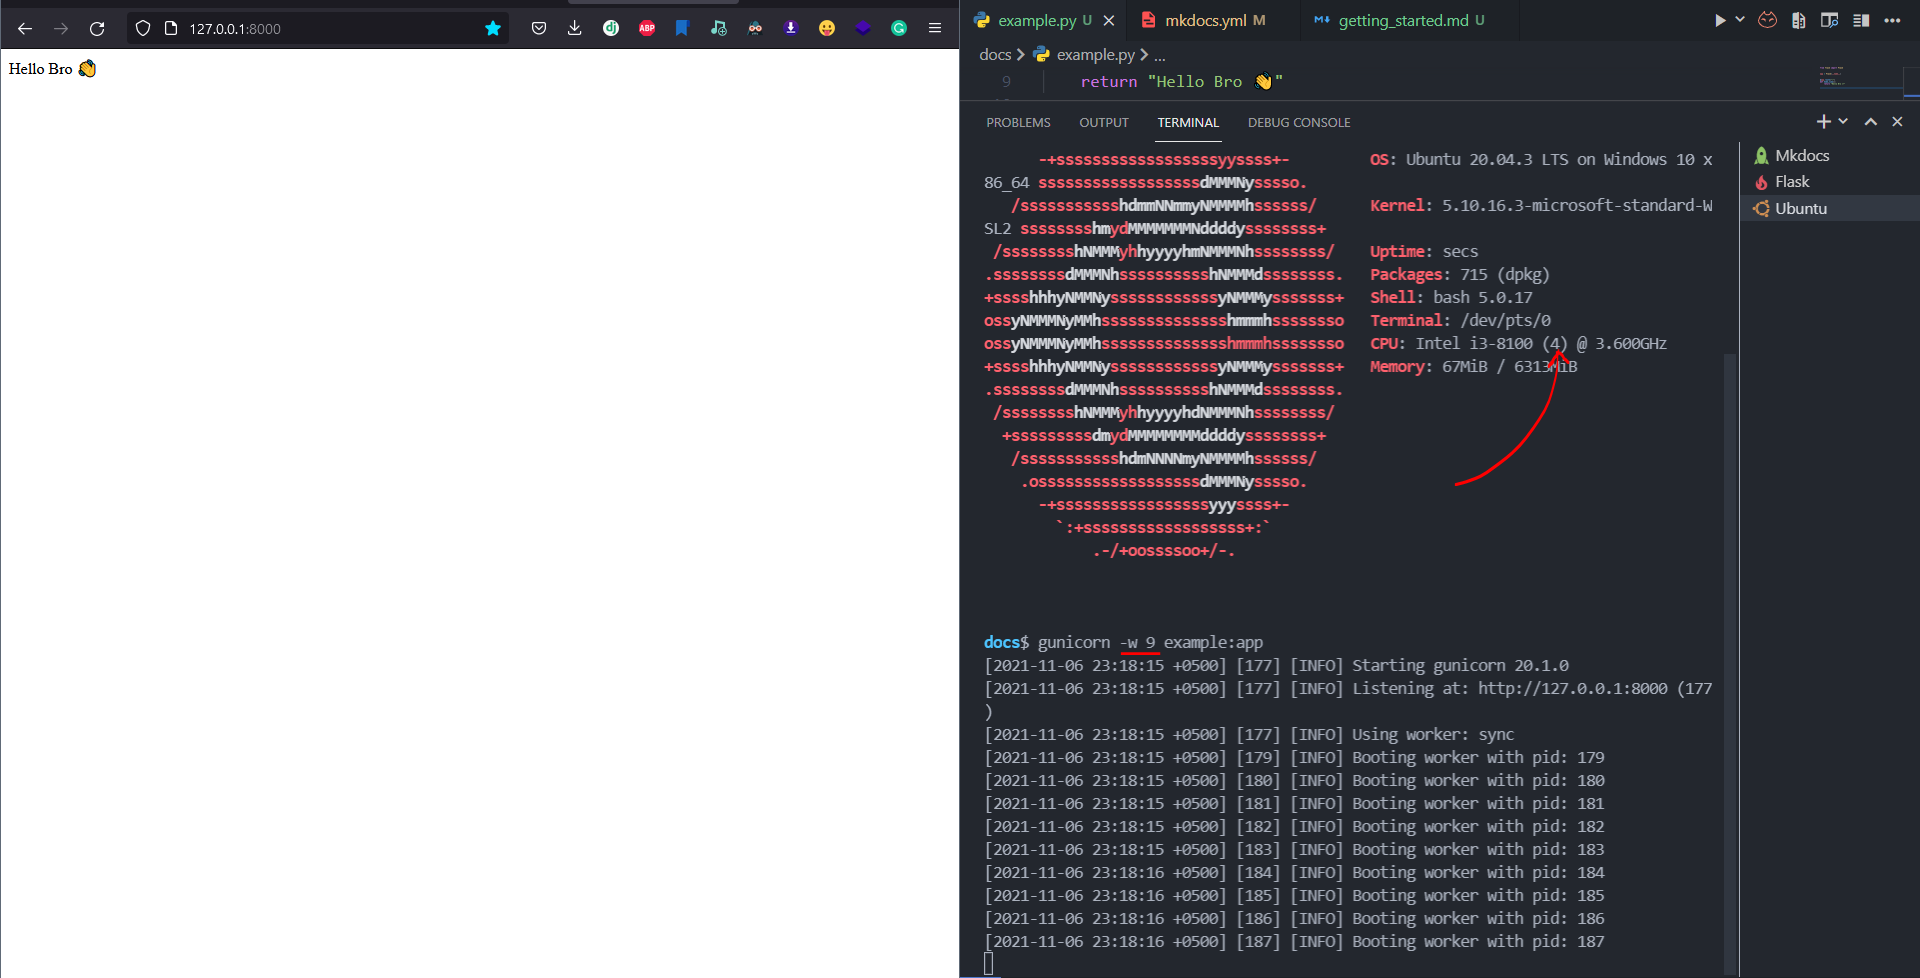 127.0.0.1:8000
ABP
Hello Bro 👋
example.py U
mkdocs.yml M
getting_started.md U
docs > example.py > ...
9 return "Hello Bro 👋"
PROBLEMS OUTPUT TERMINAL DEBUG CONSOLE
Mkdocs
Flask
Ubuntu
-+ssssssssssssssssssyyssss+- OS: Ubuntu 20.04.3 LTS on Windows 10 x
86_64 ssssssssssssssssssdMMMNysssso.
/ssssssssssshdmmNNmmyNMMMMhssssss/ Kernel: 5.10.16.3-microsoft-standard-W
SL2 ssssssssshmydMMMMMMMNddddyssssssss+
/sssssssshNMMMyhhyyyyhmNMMMNhssssssss/ Uptime: secs
.ssssssssdMMMNhsssssssssshNMMMdssssssss. Packages: 715 (dpkg)
+sssshhhyNMMNyssssssssssssyNMMMysssssss+ Shell: bash 5.0.17
ossyNMMMNyMMhsssssssssssssshmmmhssssssso Terminal: /dev/pts/0
ossyNMMMNyMMhsssssssssssssshmmmhssssssso CPU: Intel i3-8100 (4) @ 3.600GHz
+sssshhhyNMMNyssssssssssssyNMMMysssssss+ Memory: 67MiB / 6313MiB
.ssssssssdMMMNhsssssssssshNMMMdssssssss.
/sssssssshNMMMyhhyyyyhdNMMMNhssssssss/
+sssssssssdmydMMMMMMMMddddyssssssss+
/ssssssssssshdmNNNNmyNMMMMhssssss/
.ossssssssssssssssssdMMMNysssso.
-+sssssssssssssssssyyyssss+-
`:+ssssssssssssssssss+:`
.-/+oossssoo+/-.
docs$ gunicorn -w 9 example:app
[2021-11-06 23:18:15 +0500] [177] [INFO] Starting gunicorn 20.1.0
[2021-11-06 23:18:15 +0500] [177] [INFO] Listening at: http://127.0.0.1:8000 (177
)
[2021-11-06 23:18:15 +0500] [177] [INFO] Using worker: sync
[2021-11-06 23:18:15 +0500] [179] [INFO] Booting worker with pid: 179
[2021-11-06 23:18:15 +0500] [180] [INFO] Booting worker with pid: 180
[2021-11-06 23:18:15 +0500] [181] [INFO] Booting worker with pid: 181
[2021-11-06 23:18:15 +0500] [182] [INFO] Booting worker with pid: 182
[2021-11-06 23:18:15 +0500] [183] [INFO] Booting worker with pid: 183
[2021-11-06 23:18:16 +0500] [184] [INFO] Booting worker with pid: 184
[2021-11-06 23:18:16 +0500] [185] [INFO] Booting worker with pid: 185
[2021-11-06 23:18:16 +0500] [186] [INFO] Booting worker with pid: 186
[2021-11-06 23:18:16 +0500] [187] [INFO] Booting worker with pid: 187